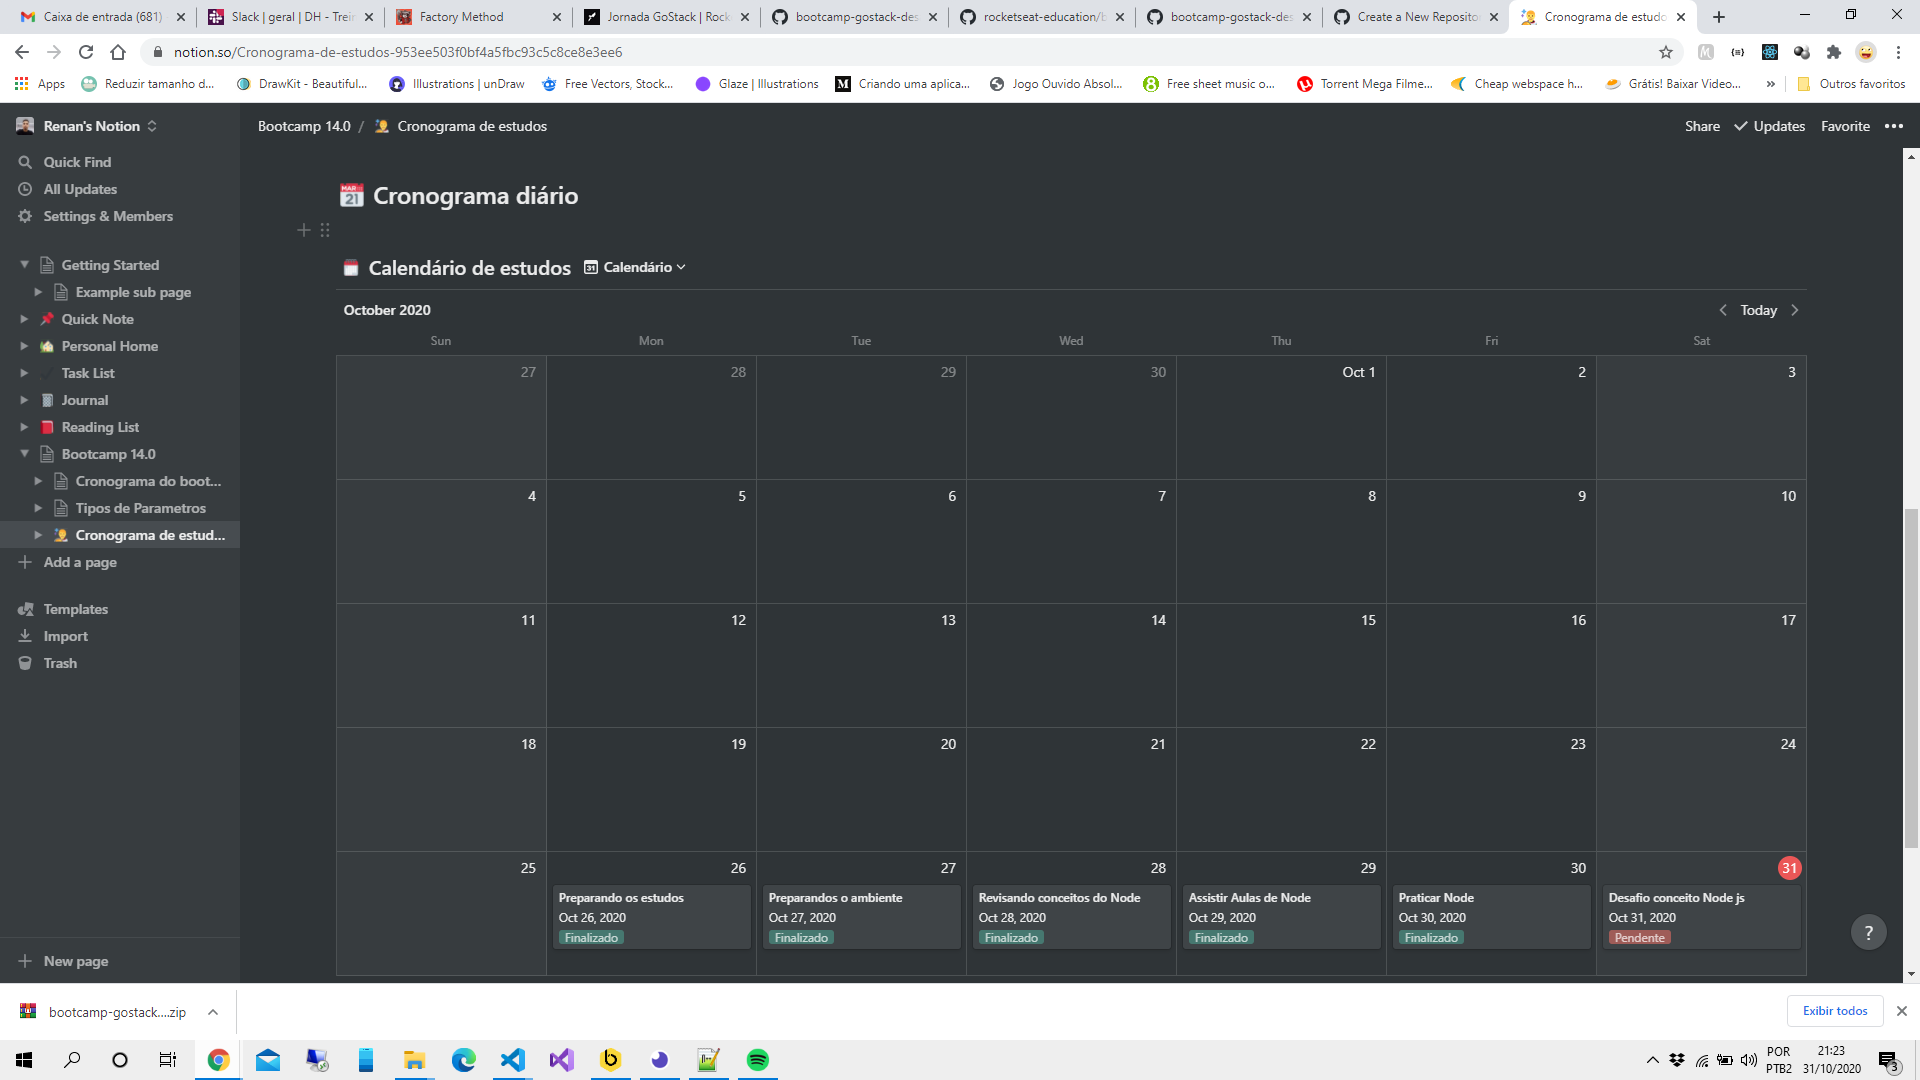 Caixa de entrada (681)
Slack | geral | DH - Trein
Factory Method
Jornada GoStack | Rock
bootcamp-gostack-des
rocketseat-education/b
bootcamp-gostack-des
Create a New Reposito
Cronograma de estudo
notion.so/Cronograma-de-estudos-953ee503f0bf4a5fbc93c5c8ce8e3ee6
Apps
Reduzir tamanho d...
DrawKit - Beautiful...
Illustrations | unDraw
Free Vectors, Stock...
Glaze | Illustrations
Criando uma aplica...
Jogo Ouvido Absol...
Free sheet music o...
Torrent Mega Filme...
Cheap webspace h...
Grátis! Baixar Video...
»
Outros favoritos
Renan's Notion
Bootcamp 14.0 / Cronograma de estudos
Share
Updates
Favorite
Quick Find
All Updates
Settings & Members
Getting Started
Example sub page
Quick Note
Personal Home
Task List
Journal
Reading List
Bootcamp 14.0
Cronograma do boot...
Tipos de Parametros
Cronograma de estud...
Add a page
Templates
Import
Trash
New page
Cronograma diário
Calendário de estudos
Calendário
October 2020
Today
Sun Mon Tue Wed Thu Fri Sat
27 28 29 30 Oct 1 2 3
4 5 6 7 8 9 10
11 12 13 14 15 16 17
18 19 20 21 22 23 24
25 26 27 28 29 30 31
Preparando os estudos
Oct 26, 2020
Finalizado
Preparandos o ambiente
Oct 27, 2020
Finalizado
Revisando conceitos do Node
Oct 28, 2020
Finalizado
Assistir Aulas de Node
Oct 29, 2020
Finalizado
Praticar Node
Oct 30, 2020
Finalizado
Desafio conceito Node js
Oct 31, 2020
Pendente
?
bootcamp-gostack....zip
Exibir todos
POR
PTB2
21:23
31/10/2020
3